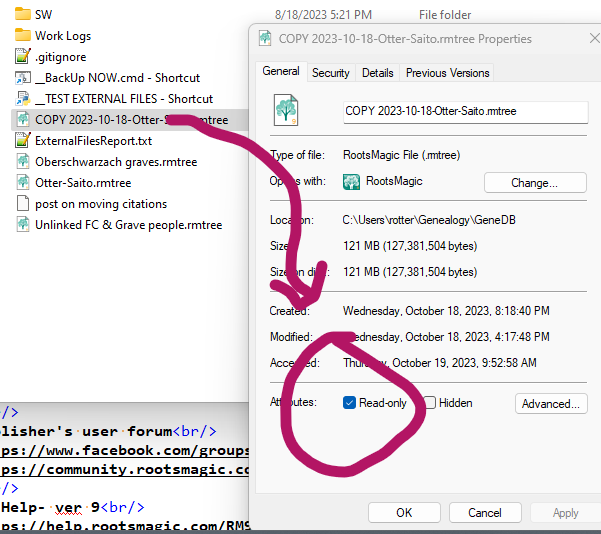 SW
8/18/2023 5:21 PM
File folder
Work Logs
.gitignore
__BackUp NOW.cmd - Shortcut
__TEST EXTERNAL FILES - Shortcut
COPY 2023-10-18-Otter-S rmtree
ExternalFilesReport.txt
Oberschwarzach graves.rmtree
Otter-Saito.rmtree
post on moving citations
Unlinked FC & Grave people.rmtree
COPY 2023-10-18-Otter-Saito.rmtree Properties
General Security Details Previous Versions
COPY 2023-10-18-Otter-Saito.rmtree
Type of file: RootsMagic File (.rmtree)
Opens with: RootsMagic Change...
Location: C:\Users\rotter\Genealogy\GeneDB
Size: 121 MB (127,381,504 bytes)
Size on disk: 121 MB (127,381,504 bytes)
Created: Wednesday, October 18, 2023, 8:18:40 PM
Modified: Wednesday, October 18, 2023, 4:17:48 PM
Accessed: Thursday, October 19, 2023, 9:52:58 AM
Attributes: Read-only Hidden Advanced...
OK Cancel Apply
/>
lisher's user forum<br/>
ps://www.facebook.com/groups
ps://community.rootsmagic.co
/>
Help- ver 9<br/>
ps://help.rootsmagic.com/RM9